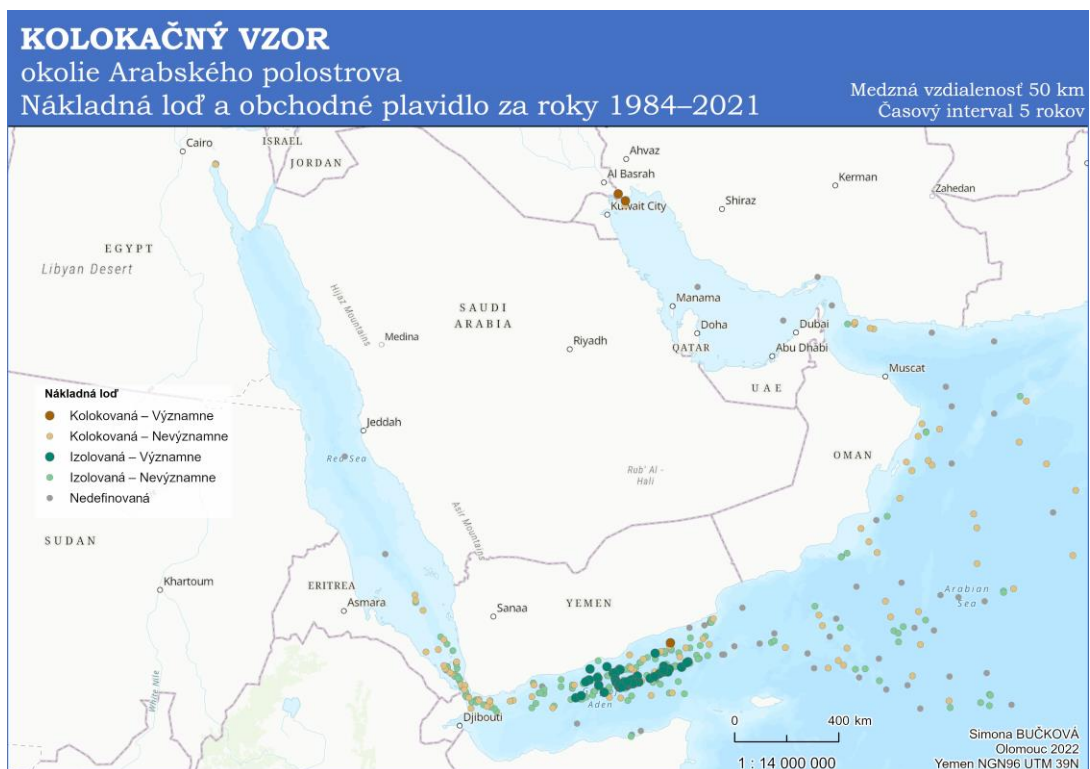 KOLOKAČNÝ VZOR
okolie Arabského polostrova
Nákladná loď a obchodné plavidlo za roky 1984–2021
Medzná vzdialenosť 50 km
Časový interval 5 rokov
Cairo
ISRAEL
JORDAN
Ahvaz
Al Basrah
Kuwait City
Shiraz
Kerman
Zahedan
EGYPT
Libyan Desert
Hijaz Mountains
SAUDI
ARABIA
Medina
Riyadh
Manama
Doha
QATAR
Dubai
Abu Dhabi
UAE
Muscat
Nákladná loď
Kolokovaná – Významne
Kolokovaná – Nevýznamne
Izolovaná – Významne
Izolovaná – Nevýznamne
Nedefinovaná
Jeddah
Red Sea
Rub' Al -
Hali
OMAN
Asir Mountains
SUDAN
Khartoum
ERITREA
Asmara
Sanaa
YEMEN
Arabian
Sea
White Nile
Aden
Djibouti
0 400 km
1 : 14 000 000
Simona BUČKOVÁ
Olomouc 2022
Yemen NGN96 UTM 39N